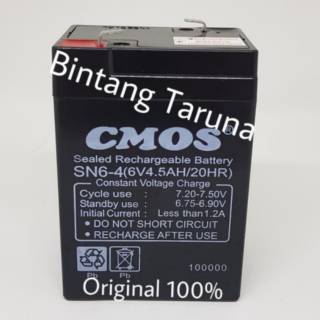 Bintang Taruna
CMOS®
Sealed Rechargeable Battery
SN6-4(6V4.5AH/20HR)
Constant Voltage Charge
Cycle use : 7.20-7.50V
Standby use : 6.75-6.90V
Initial Current : Less than1.2A
• DO NOT SHORT CIRCUIT
• RECHARGE AFTER USE
Pb Pb
100000
Original 100%